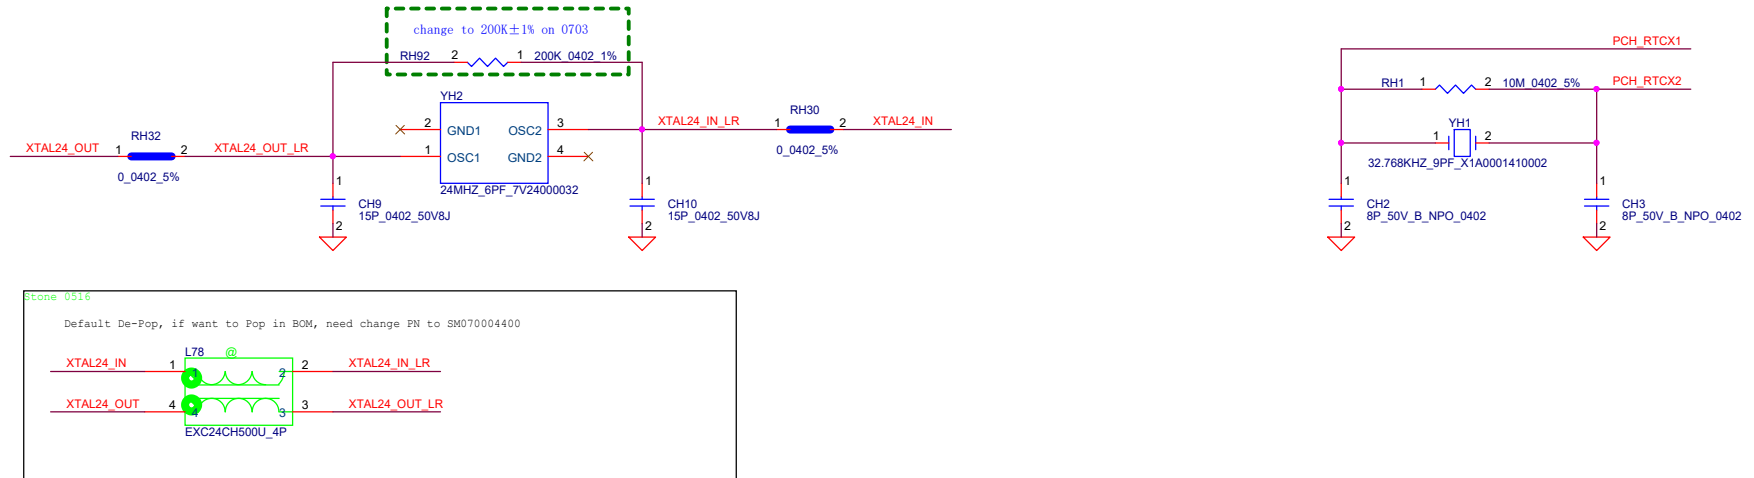 change to 200K±1% on 0703
RH92 2 1 200K_0402_1%
YH2
2 GND1 OSC2 3
1 OSC1 GND2 4
24MHZ_6PF_7V24000032
XTAL24_OUT 1 RH32 2 XTAL24_OUT_LR
0_0402_5%
XTAL24_IN_LR 1 RH30 2 XTAL24_IN
0_0402_5%
1
CH9
15P_0402_50V8J
2
1
CH10
15P_0402_50V8J
2
PCH_RTCX1
RH1 1 2 10M_0402_5% PCH_RTCX2
YH1
1 2
32.768KHZ_9PF_X1A0001410002
1
CH2
8P_50V_B_NPO_0402
2
1
CH3
8P_50V_B_NPO_0402
2
Stone 0516
Default De-Pop, if want to Pop in BOM, need change PN to SM070004400
L78 @
XTAL24_IN 1 1 2 2 XTAL24_IN_LR
XTAL24_OUT 4 4 3 3 XTAL24_OUT_LR
EXC24CH500U_4P